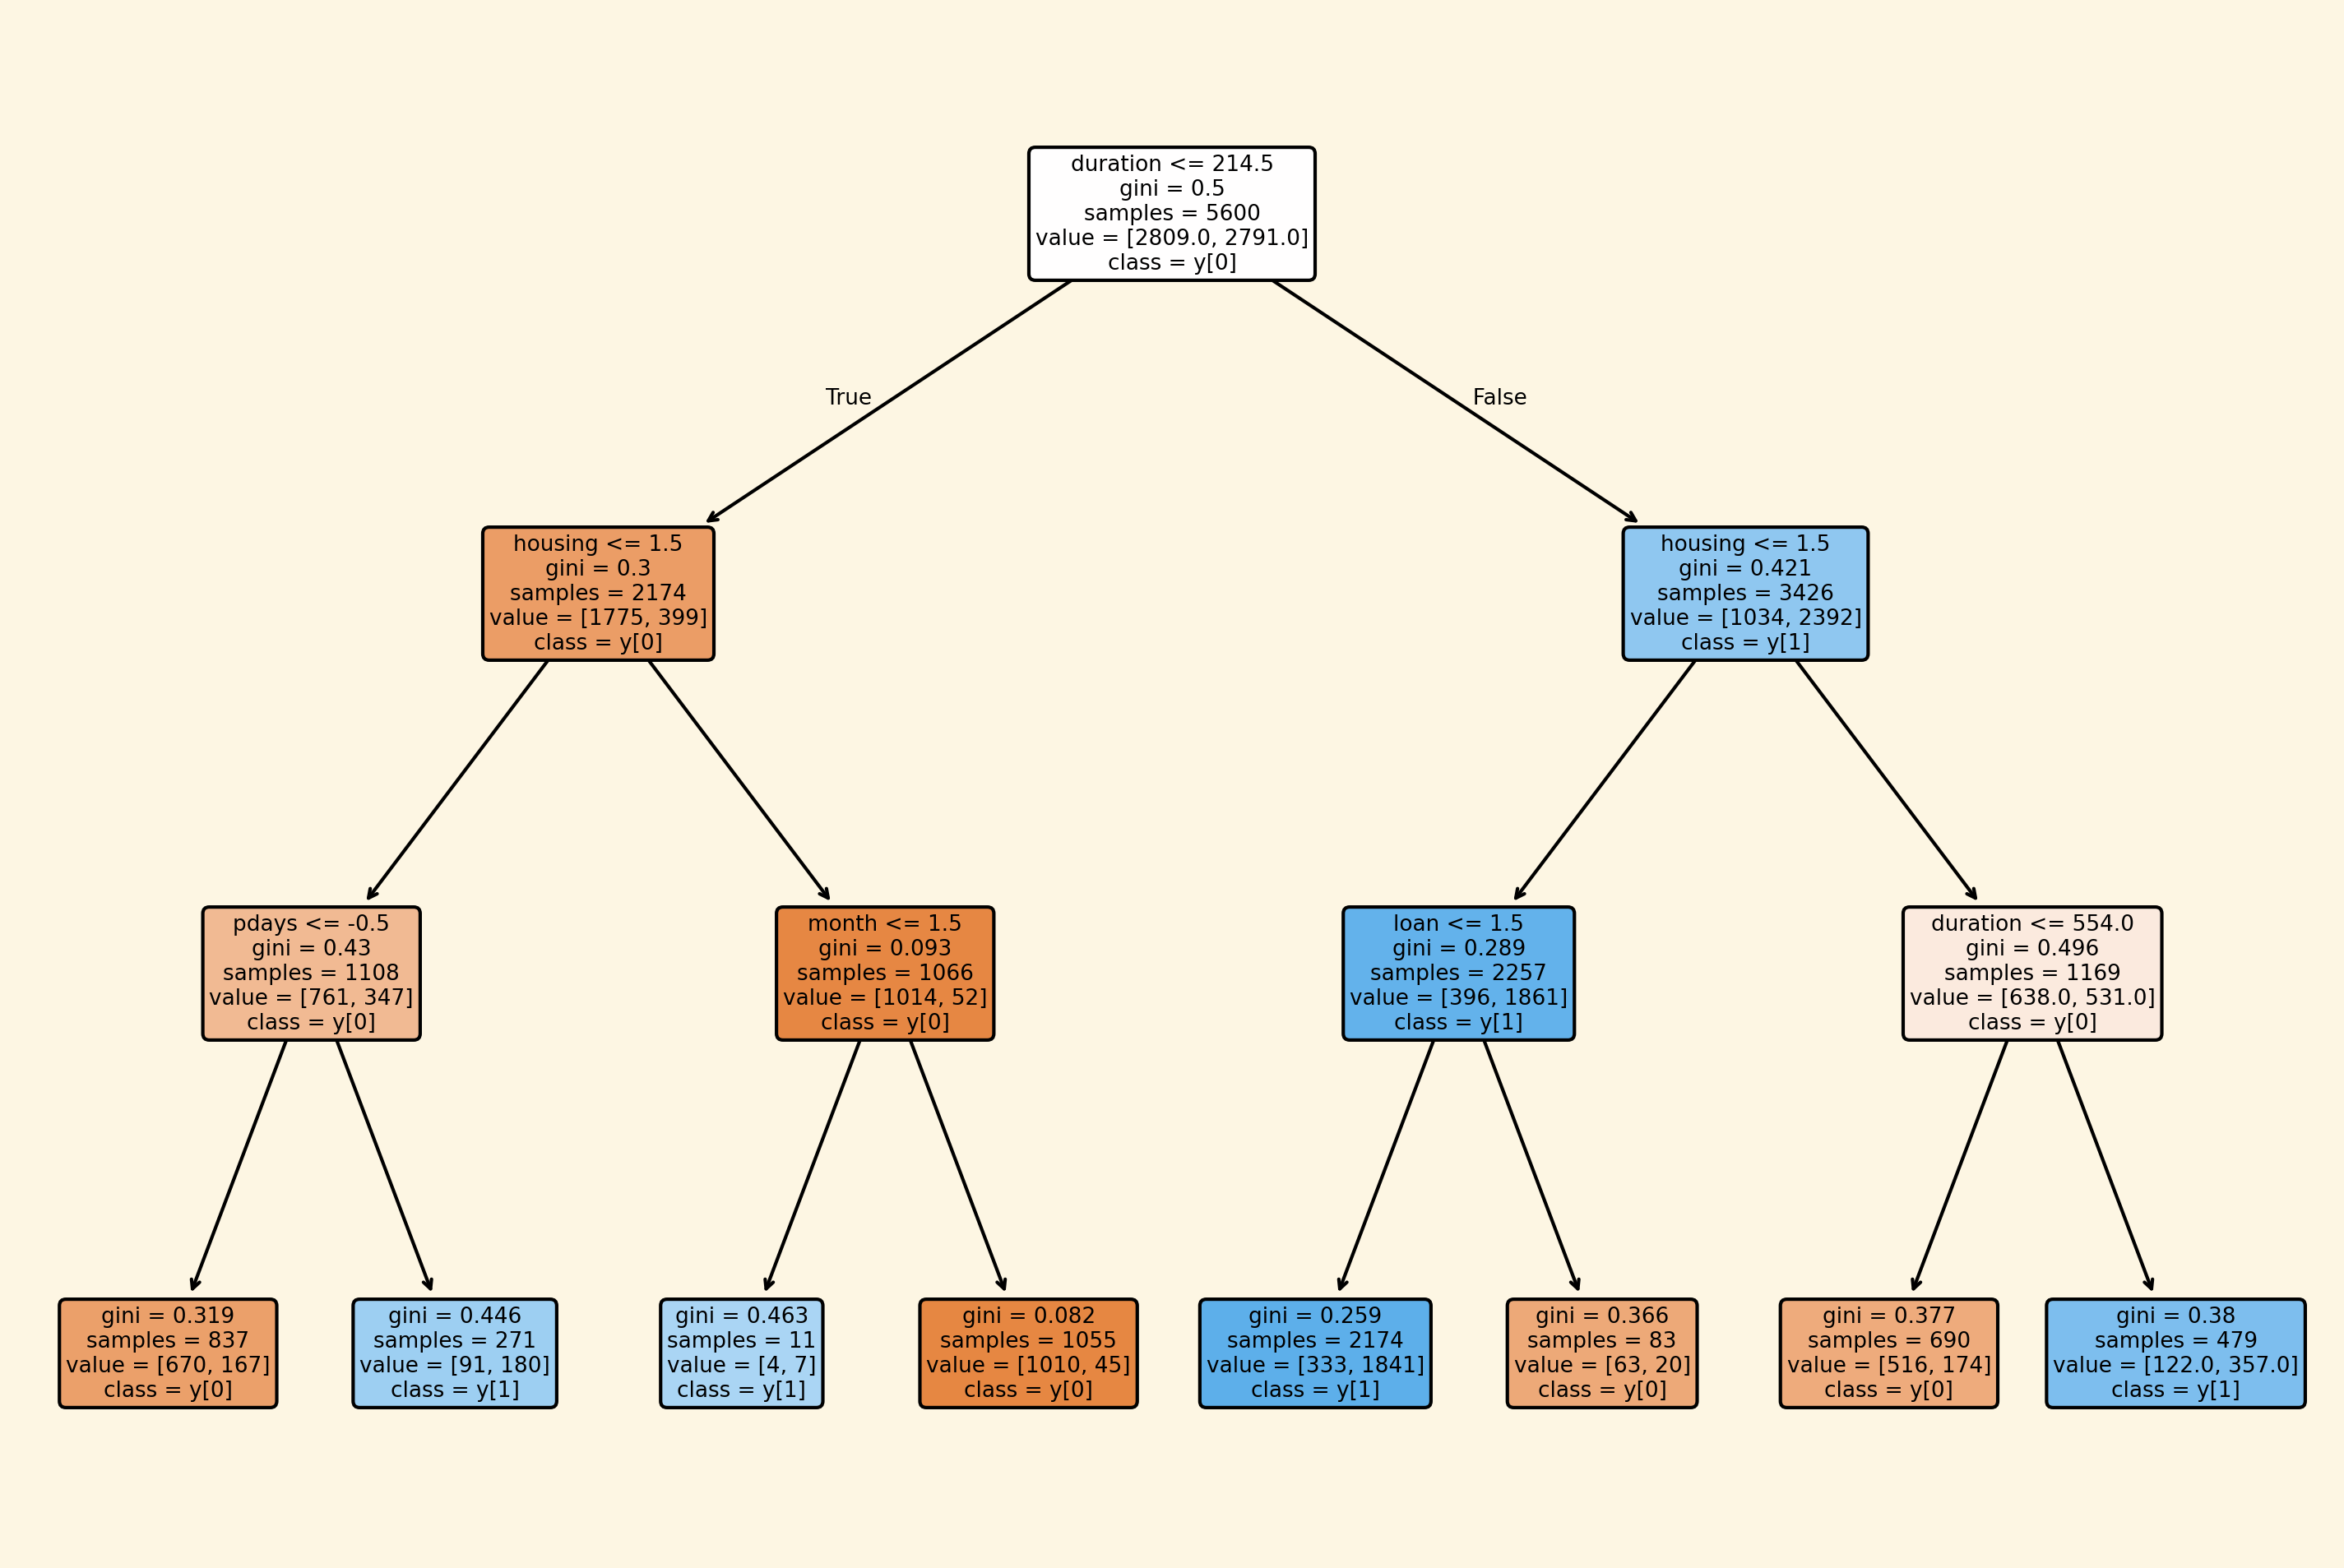 duration <= 214.5
gini = 0.5
samples = 5600
value = [2809.0, 2791.0]
class = y[0]
True
False
housing <= 1.5
gini = 0.3
samples = 2174
value = [1775, 399]
class = y[0]
housing <= 1.5
gini = 0.421
samples = 3426
value = [1034, 2392]
class = y[1]
pdays <= -0.5
gini = 0.43
samples = 1108
value = [761, 347]
class = y[0]
month <= 1.5
gini = 0.093
samples = 1066
value = [1014, 52]
class = y[0]
loan <= 1.5
gini = 0.289
samples = 2257
value = [396, 1861]
class = y[1]
duration <= 554.0
gini = 0.496
samples = 1169
value = [638.0, 531.0]
class = y[0]
gini = 0.319
samples = 837
value = [670, 167]
class = y[0]
gini = 0.446
samples = 271
value = [91, 180]
class = y[1]
gini = 0.463
samples = 11
value = [4, 7]
class = y[1]
gini = 0.082
samples = 1055
value = [1010, 45]
class = y[0]
gini = 0.259
samples = 2174
value = [333, 1841]
class = y[1]
gini = 0.366
samples = 83
value = [63, 20]
class = y[0]
gini = 0.377
samples = 690
value = [516, 174]
class = y[0]
gini = 0.38
samples = 479
value = [122.0, 357.0]
class = y[1]